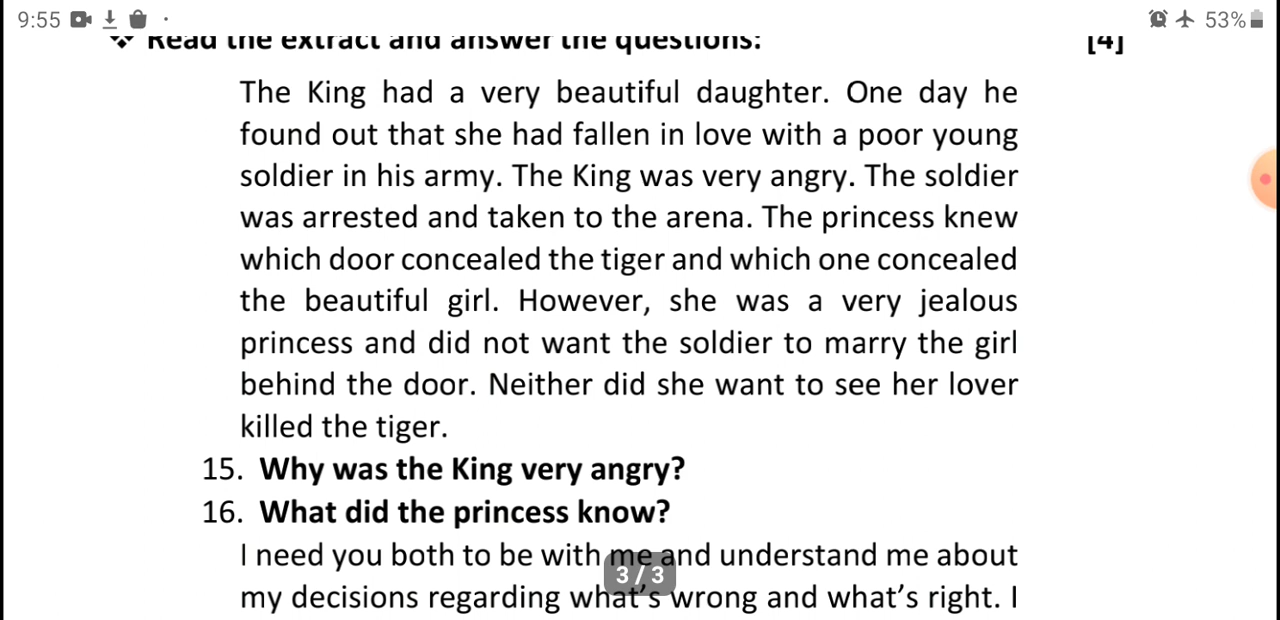 9:55
53%
❖ Read the extract and answer the questions: [4]
The King had a very beautiful daughter. One day he
found out that she had fallen in love with a poor young
soldier in his army. The King was very angry. The soldier
was arrested and taken to the arena. The princess knew
which door concealed the tiger and which one concealed
the beautiful girl. However, she was a very jealous
princess and did not want the soldier to marry the girl
behind the door. Neither did she want to see her lover
killed the tiger.
15. Why was the King very angry?
16. What did the princess know?
I need you both to be with me and understand me about
3/3
my decisions regarding what's wrong and what's right. I